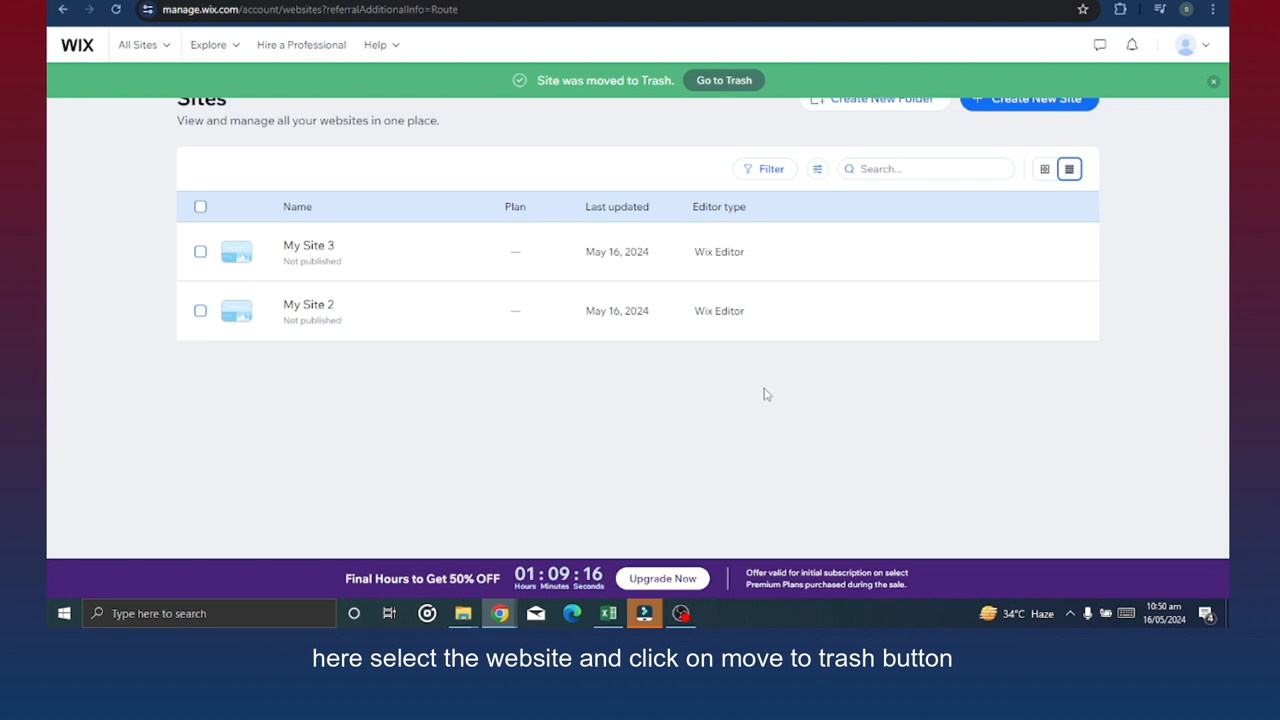 manage.wix.com/account/websites?referralAdditionalInfo=Route
S
WIX
All Sites
Explore
Hire a Professional
Help
Site was moved to Trash.
Go to Trash
Sites
Create New Folder
Create New Site
View and manage all your websites in one place.
Filter
Search...
Name
Plan
Last updated
Editor type
My Site 3
Not published
—
May 16, 2024
Wix Editor
My Site 2
Not published
—
May 16, 2024
Wix Editor
Final Hours to Get 50% OFF
01 : 09 : 16
Hours Minutes Seconds
Upgrade Now
Offer valid for initial subscription on select
Premium Plans purchased during the sale.
Type here to search
34°C Haze
10:50 am
16/05/2024
4
here select the website and click on move to trash button